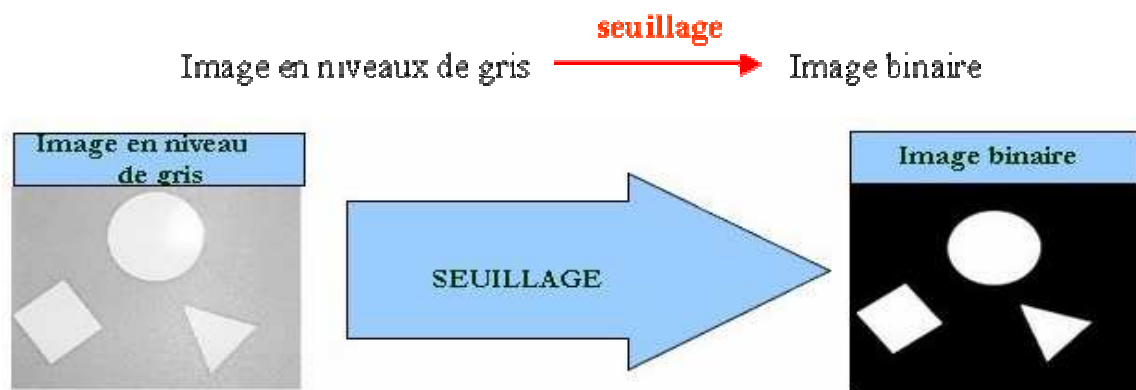 seuillage
Image en niveaux de gris
Image binaire
Image en niveau
de gris
SEUILLAGE
Image binaire